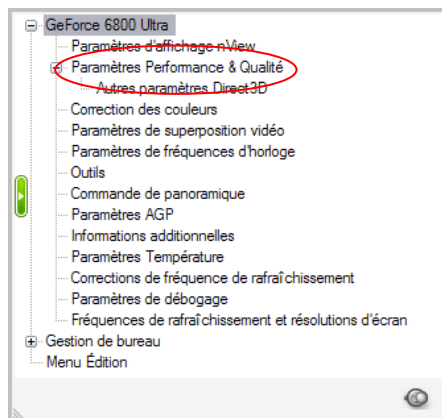 GeForce 6800 Ultra
Paramètres d'affichage nView
Paramètres Performance & Qualité
Autres paramètres Direct3D
Correction des couleurs
Paramètres de superposition vidéo
Paramètres de fréquences d'horloge
Outils
Commande de panoramique
Paramètres AGP
Informations additionnelles
Paramètres Température
Corrections de fréquence de rafraîchissement
Paramètres de débogage
Fréquences de rafraîchissement et résolutions d'écran
Gestion de bureau
Menu Édition